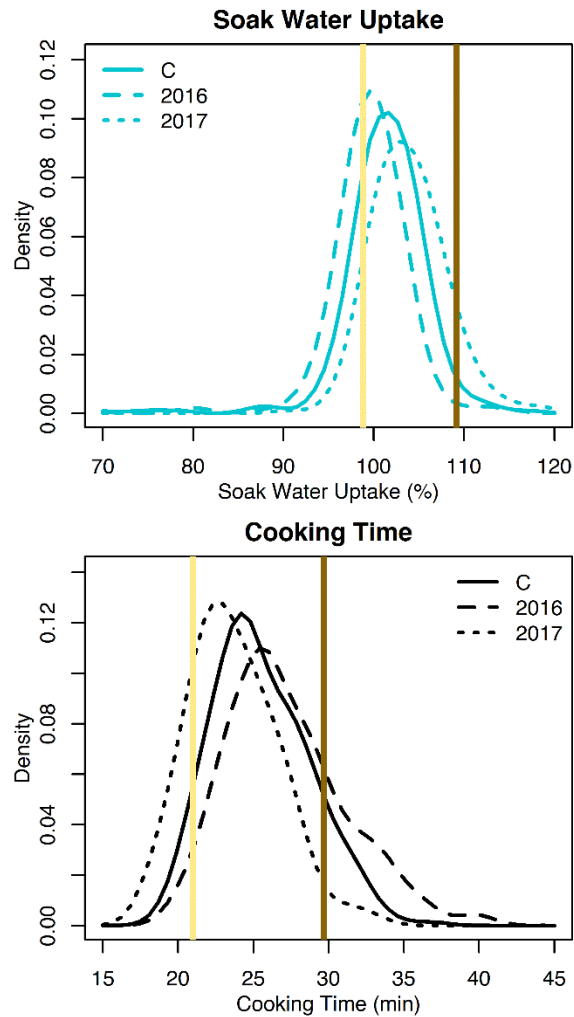 Soak Water Uptake
C
2016
2017
Density
0.00 0.02 0.04 0.06 0.08 0.10 0.12
70 80 90 100 110 120
Soak Water Uptake (%)
Cooking Time
C
2016
2017
Density
0.00 0.04 0.08 0.12
15 20 25 30 35 40 45
Cooking Time (min)